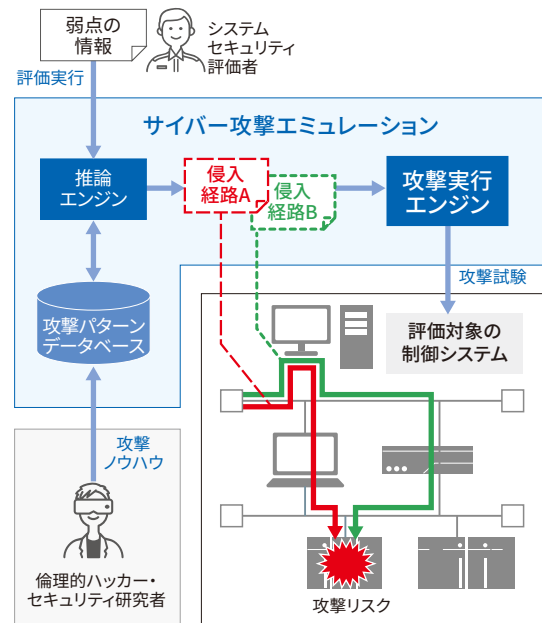 弱点の
情報
システム
セキュリティ
評価者
評価実行
サイバー攻撃エミュレーション
推論
エンジン
侵入
経路A
侵入
経路B
攻撃実行
エンジン
攻撃試験
攻撃パターン
データベース
評価対象の
制御システム
攻撃
ノウハウ
倫理的ハッカー・
セキュリティ研究者
攻撃リスク